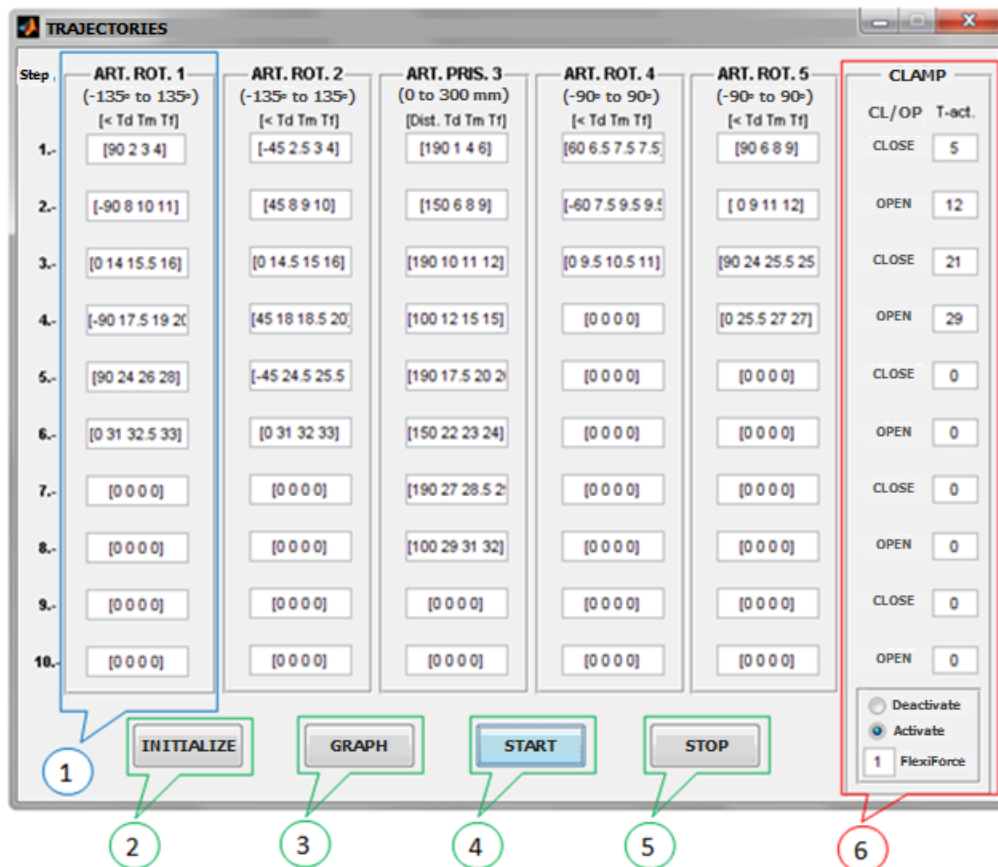 TRAJECTORIES
Step ART. ROT. 1 ART. ROT. 2 ART. PRIS. 3 ART. ROT. 4 ART. ROT. 5 CLAMP
(-135º to 135º) (-135º to 135º) (0 to 300 mm) (-90º to 90º) (-90º to 90º)
[< Td Tm Tf] [< Td Tm Tf] [Dist. Td Tm Tf] [< Td Tm Tf] [< Td Tm Tf] CL/OP T-act.
1.- [90 2 3 4] [-45 2.5 3 4] [190 1 4 6] [60 6.5 7.5 7.5] [90 6 8 9] CLOSE 5
2.- [-90 8 10 11] [45 8 9 10] [150 6 8 9] [-60 7.5 9.5 9.5 [ 0 9 11 12] OPEN 12
3.- [0 14 15.5 16] [0 14.5 15 16] [190 10 11 12] [0 9.5 10.5 11] [90 24 25.5 25 CLOSE 21
4.- [-90 17.5 19 20 [45 18 18.5 20] [100 12 15 15] [0 0 0 0] [0 25.5 27 27] OPEN 29
5.- [90 24 26 28] [-45 24.5 25.5 [190 17.5 20 20 [0 0 0 0] [0 0 0 0] CLOSE 0
6.- [0 31 32.5 33] [0 31 32 33] [150 22 23 24] [0 0 0 0] [0 0 0 0] OPEN 0
7.- [0 0 0 0] [0 0 0 0] [190 27 28.5 2 [0 0 0 0] [0 0 0 0] CLOSE 0
8.- [0 0 0 0] [0 0 0 0] [100 29 31 32] [0 0 0 0] [0 0 0 0] OPEN 0
9.- [0 0 0 0] [0 0 0 0] [0 0 0 0] [0 0 0 0] [0 0 0 0] CLOSE 0
10.- [0 0 0 0] [0 0 0 0] [0 0 0 0] [0 0 0 0] [0 0 0 0] OPEN 0
Deactivate
Activate
1 FlexiForce
INITIALIZE GRAPH START STOP
1
2 3 4 5 6